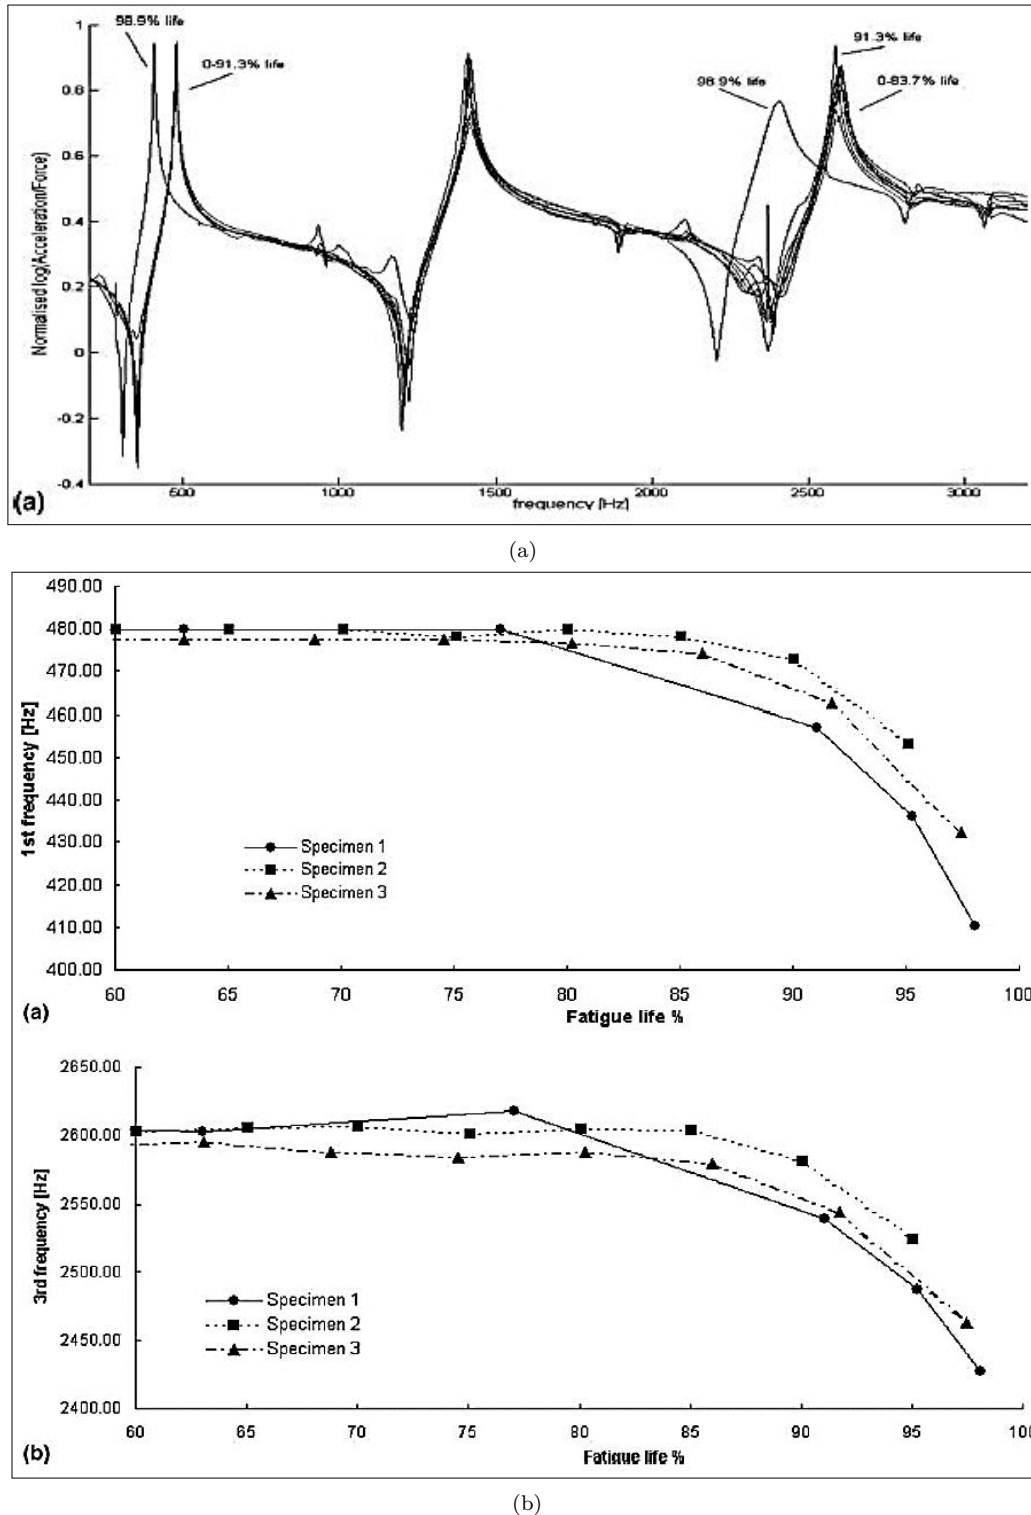 1
98.9% life
91.3% life
0-91.3% life
0.8
98.9% life
0-83.7% life
0.6
0.4
0.2
0
-0.2
-0.4
Normalised log(Acceleration/Force)
500
1000
1500
2000
2500
3000
frequency [Hz]
(a)
(a)
490.00
480.00
470.00
460.00
450.00
440.00
430.00
420.00
410.00
400.00
1st frequency [Hz]
Specimen 1
Specimen 2
Specimen 3
60 65 70 75 80 85 90 95 100
Fatigue life %
(a)
2650.00
2600.00
2550.00
2500.00
2450.00
2400.00
3rd frequency [Hz]
Specimen 1
Specimen 2
Specimen 3
60 65 70 75 80 85 90 95 100
Fatigue life %
(b)
(b)